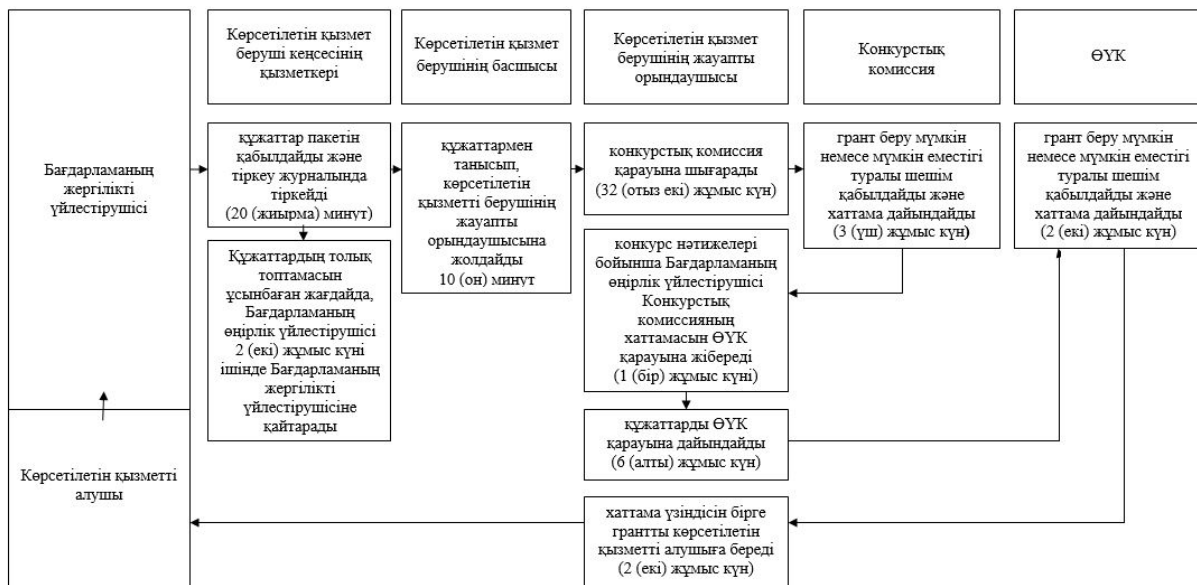 Көрсетілетін қызмет
беруші кеңсесінің
қызметкері
Көрсетілетін қызмет
берушінің басшысы
Көрсетілетін қызмет
берушінің жауапты
орындаушысы
Конкурстық
комиссия
ӨҮК
Бағдарламаның
жергілікті
үйлестірушісі
құжаттар пакетін
қабылдайды және
тіркеу журналында
тіркейді
(20 (жиырма) минут)
құжаттармен
танысып,
көрсетілетін
қызметті берушінің
жауапты
орындаушысына
жолдайды
10 (он) минут
конкурстық комиссия
қарауына шығарады
(32 (отыз екі) жұмыс күн)
грант беру мүмкін
немесе мүмкін еместігі
туралы шешім
қабылдайды және
хаттама дайындайды
(3 (үш) жұмыс күн)
грант беру мүмкін
немесе мүмкін еместігі
туралы шешім
қабылдайды және
хаттама дайындайды
(2 (екі) жұмыс күн)
Құжаттардың толық
топтамасын
ұсынбаған жағдайда,
Бағдарламаның
өңірлік үйлестірушісі
2 (екі) жұмыс күні
ішінде Бағдарламаның
жергілікті
үйлестірушісіне
қайтарады
конкурс нәтижелері
бойынша Бағдарламаның
өңірлік үйлестірушісі
Конкурстық
комиссияның
хаттамасын ӨҮК
қарауына жібереді
(1 (бір) жұмыс күні)
құжаттарды ӨҮК
қарауына дайындайды
(6 (алты) жұмыс күн)
Көрсетілетін қызметті
алушы
хаттама үзіндісін бірге
грантты көрсетілетін
қызметті алушыға береді
(2 (екі) жұмыс күн)